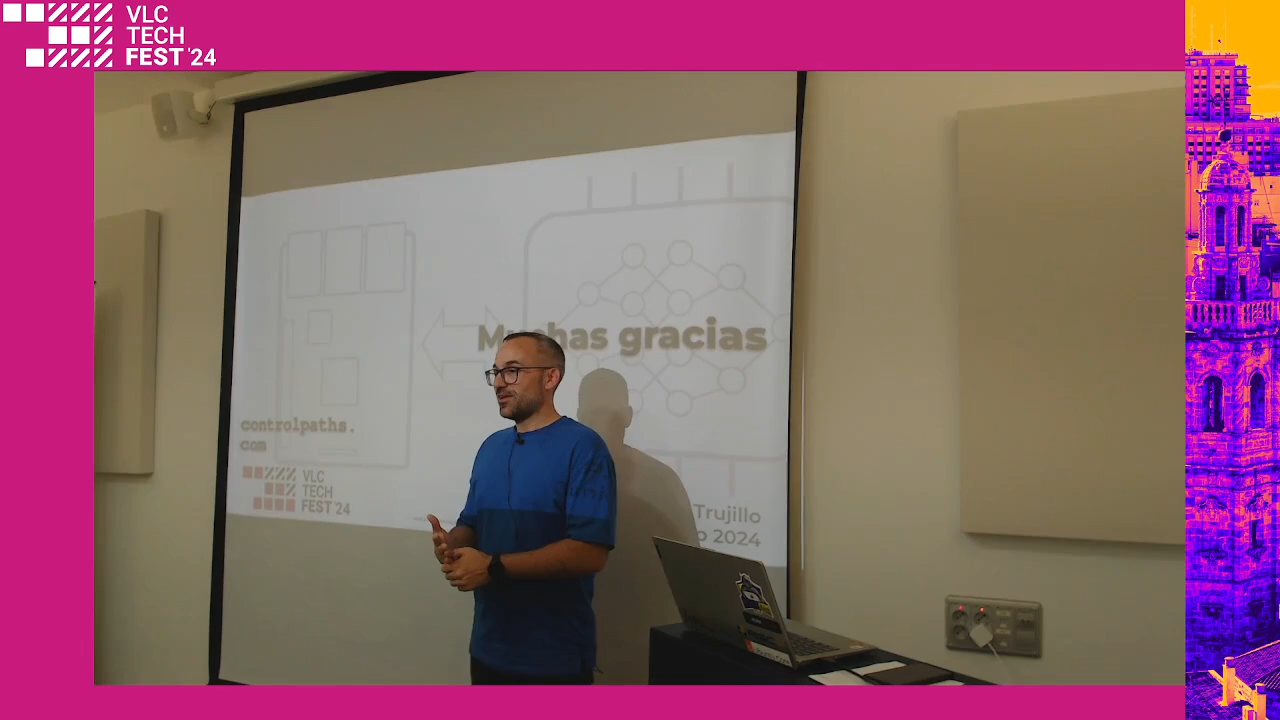 VLC
TECH
FEST '24
Muchas gracias
controlpaths.
com
VLC
TECH
FEST '24
Trujillo
2024